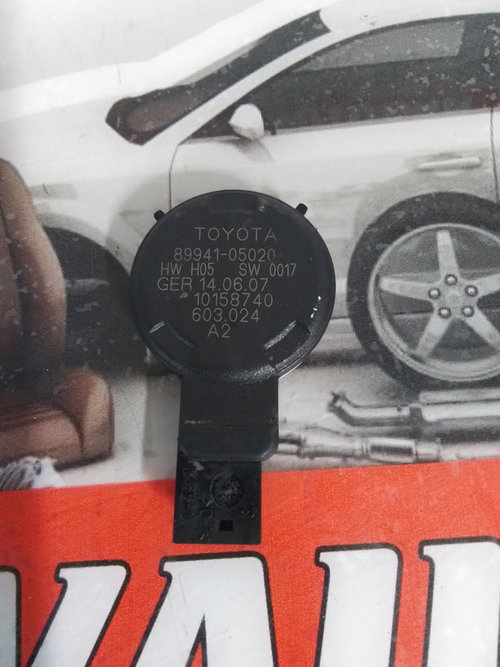 TOYOTA
89941-05020
HW H05 SW 0017
GER 14.06.07
10158740
603.024
A2